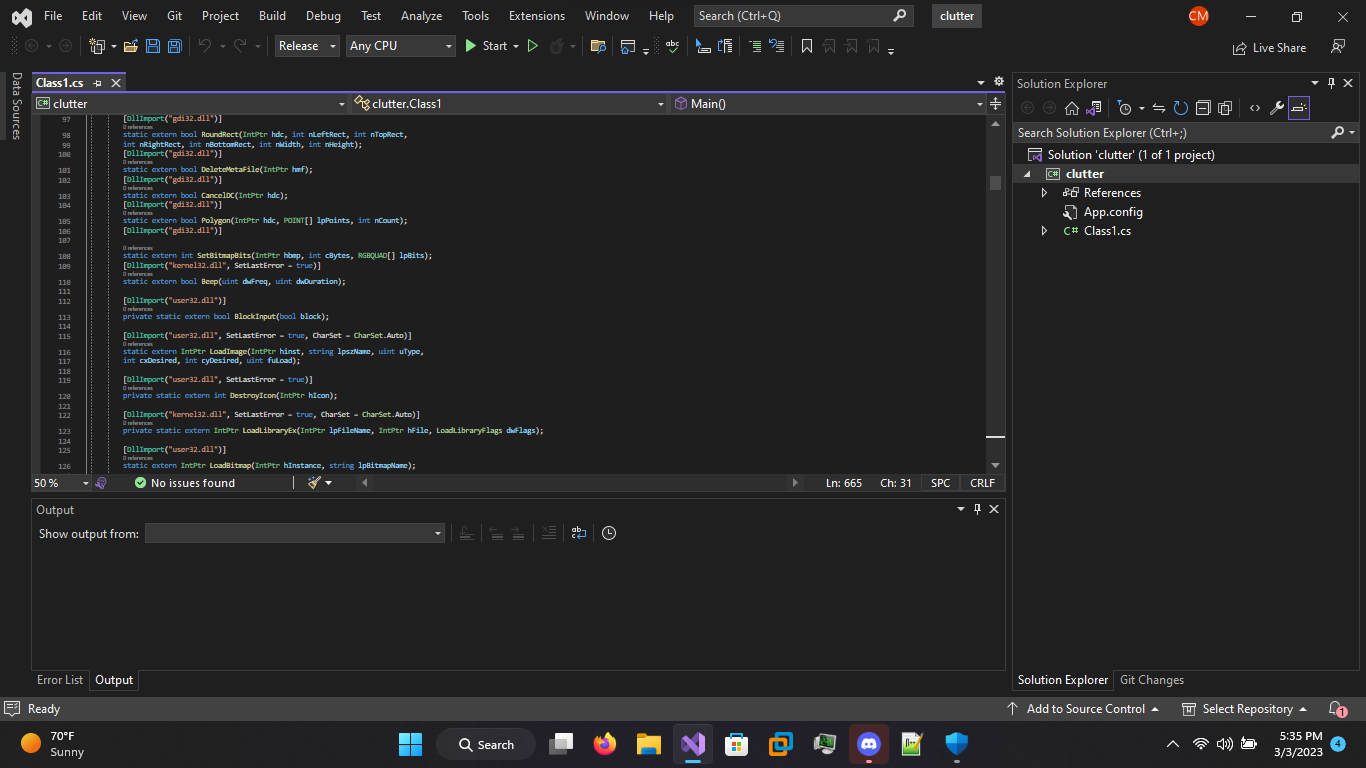 File Edit View Git Project Build Debug Test Analyze Tools Extensions Window Help Search (Ctrl+Q) clutter CM
Release Any CPU Start Live Share
Data Sources
Class1.cs
clutter clutter.Class1 Main()
97 [DllImport("gdi32.dll")]
0 references
98 static extern bool RoundRect(IntPtr hdc, int nLeftRect, int nTopRect,
99 int nRightRect, int nBottomRect, int nWidth, int nHeight);
100 [DllImport("gdi32.dll")]
0 references
101 static extern bool DeleteMetaFile(IntPtr hmf);
102 [DllImport("gdi32.dll")]
0 references
103 static extern bool CancelDC(IntPtr hdc);
104 [DllImport("gdi32.dll")]
0 references
105 static extern bool Polygon(IntPtr hdc, POINT[] lpPoints, int nCount);
106 [DllImport("gdi32.dll")]
107
0 references
108 static extern int SetBitmapBits(IntPtr hbmp, int cBytes, RGBQUAD[] lpBits);
109 [DllImport("kernel32.dll", SetLastError = true)]
0 references
110 static extern bool Beep(uint dwFreq, uint dwDuration);
111
112 [DllImport("user32.dll")]
0 references
113 private static extern bool BlockInput(bool block);
114
115 [DllImport("user32.dll", SetLastError = true, CharSet = CharSet.Auto)]
0 references
116 static extern IntPtr LoadImage(IntPtr hinst, string lpszName, uint uType,
117 int cxDesired, int cyDesired, uint fuLoad);
118
119 [DllImport("user32.dll", SetLastError = true)]
0 references
120 private static extern int DestroyIcon(IntPtr hIcon);
121
122 [DllImport("kernel32.dll", SetLastError = true, CharSet = CharSet.Auto)]
0 references
123 private static extern IntPtr LoadLibraryEx(IntPtr lpFileName, IntPtr hFile, LoadLibraryFlags dwFlags);
124
125 [DllImport("user32.dll")]
0 references
126 static extern IntPtr LoadBitmap(IntPtr hInstance, string lpBitmapName);
50 % No issues found Ln: 665 Ch: 31 SPC CRLF
Output
Show output from:
Error List Output
Solution Explorer
Search Solution Explorer (Ctrl+;)
Solution 'clutter' (1 of 1 project)
C# clutter
References
App.config
C# Class1.cs
Solution Explorer Git Changes
Ready Add to Source Control Select Repository 1
70°F
Sunny
Search
5:35 PM
3/3/2023
4